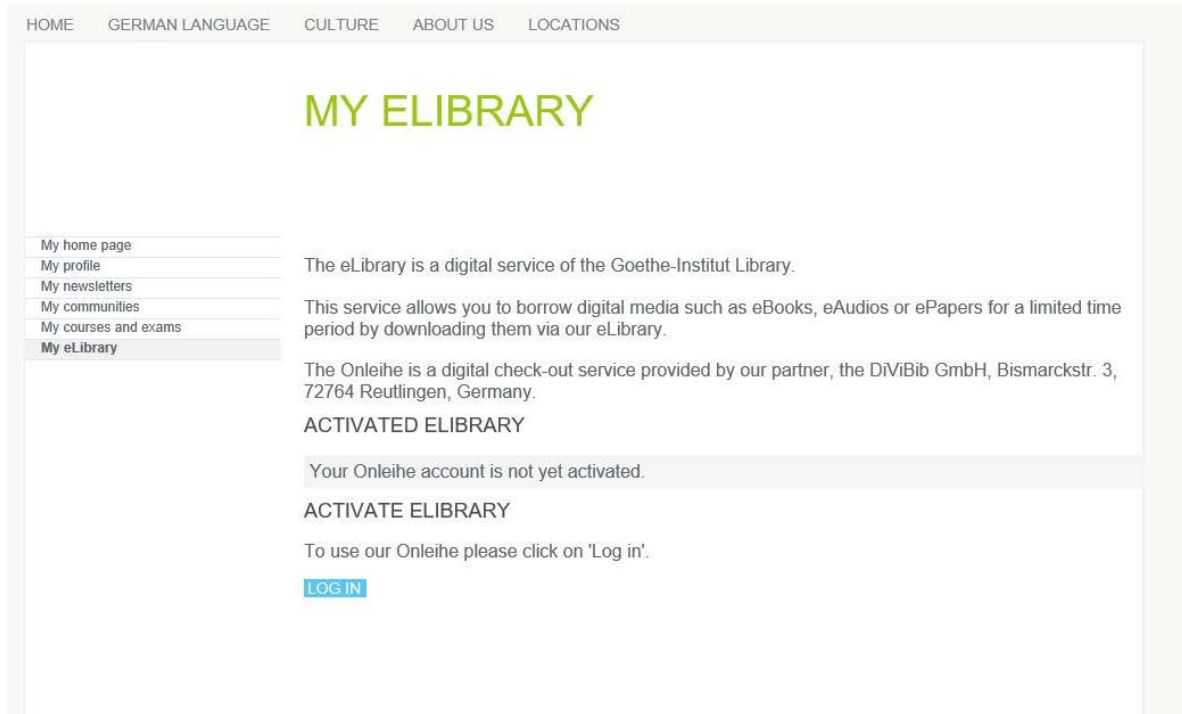 HOME GERMAN LANGUAGE CULTURE ABOUT US LOCATIONS
MY ELIBRARY
My home page
My profile
My newsletters
My communities
My courses and exams
My eLibrary
The eLibrary is a digital service of the Goethe-Institut Library.
This service allows you to borrow digital media such as eBooks, eAudios or ePapers for a limited time
period by downloading them via our eLibrary.
The Onleihe is a digital check-out service provided by our partner, the DiViBib GmbH, Bismarckstr. 3,
72764 Reutlingen, Germany.
ACTIVATED ELIBRARY
Your Onleihe account is not yet activated.
ACTIVATE ELIBRARY
To use our Onleihe please click on 'Log in'.
LOG IN